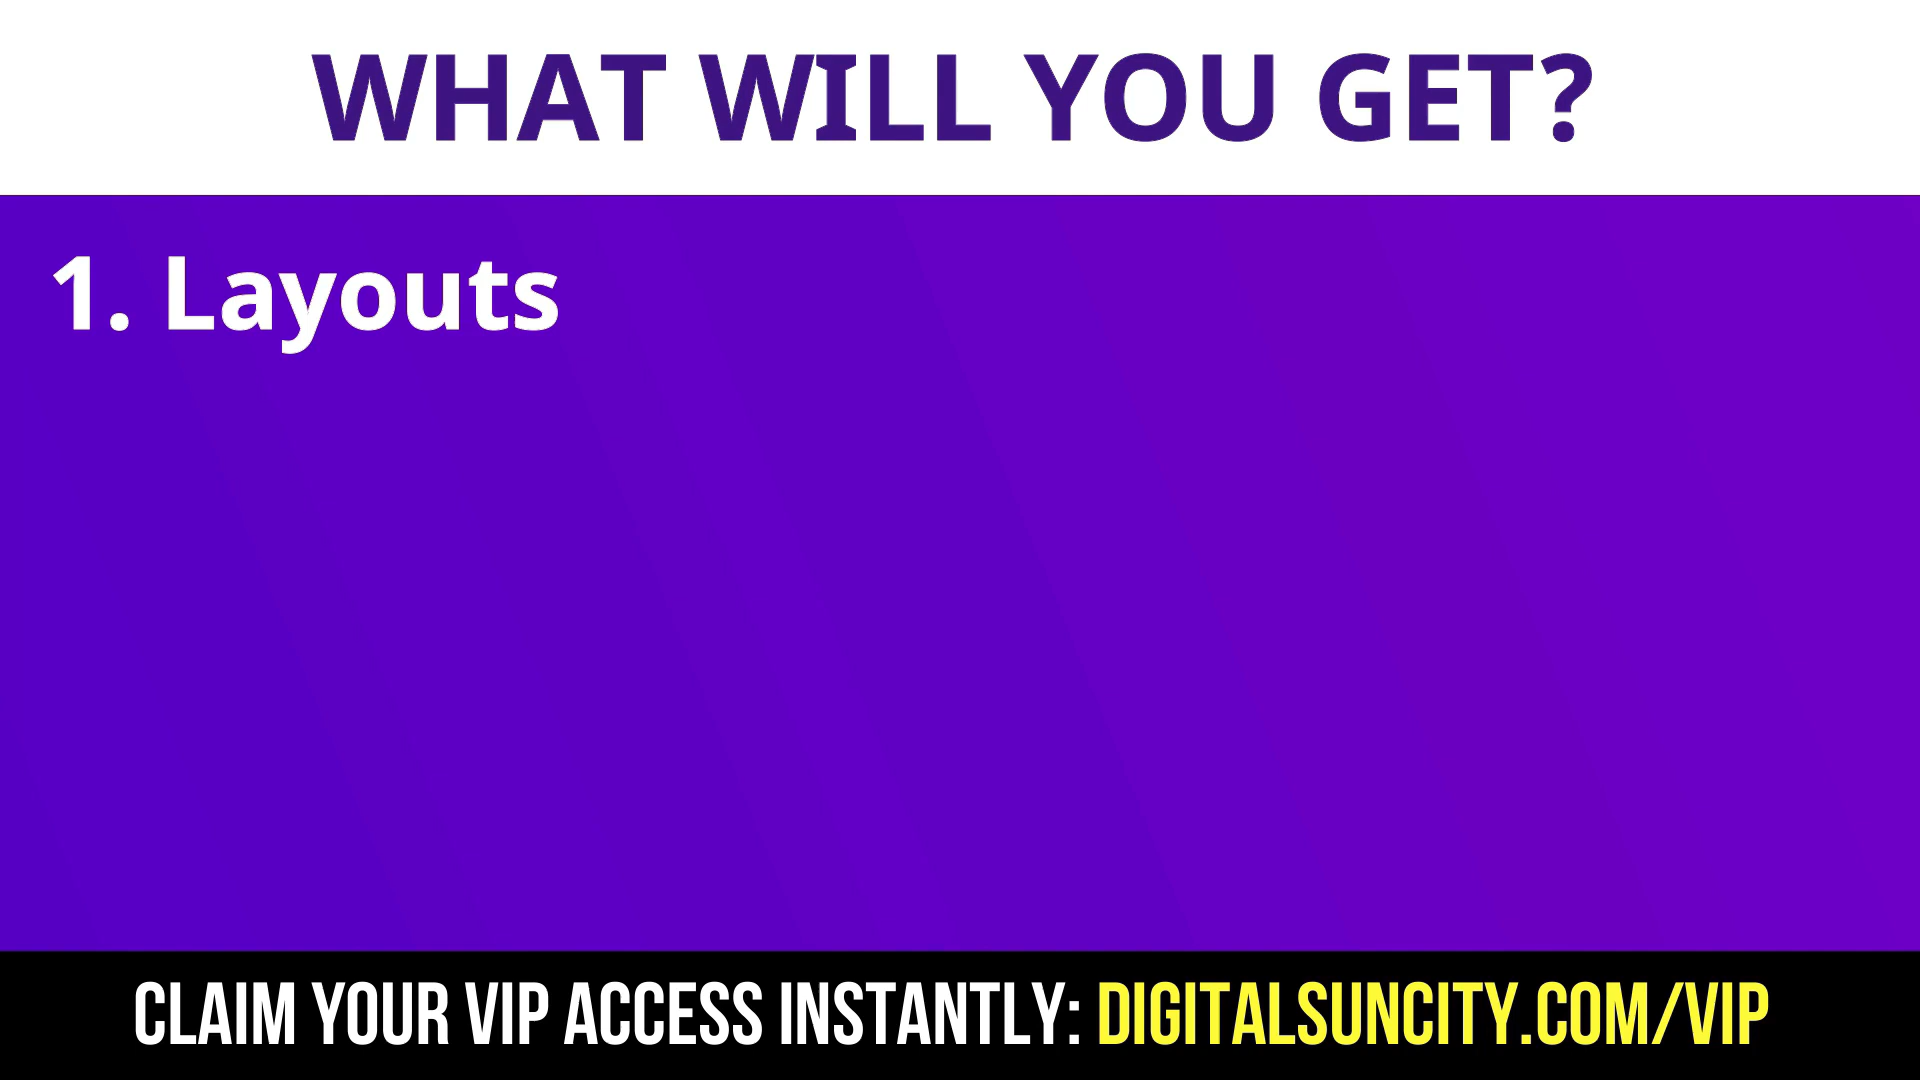 WHAT WILL YOU GET?
1. Layouts
CLAIM YOUR VIP ACCESS INSTANTLY: DIGITALSUNCITY.COM/VIP